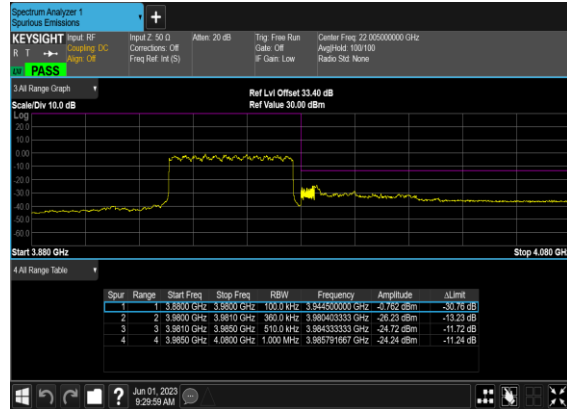 Spectrum Analyzer 1
Spurious Emissions
+
KEYSIGHT Input: RF
R T Coupling: DC
Align: Off
PASS
Input Z: 50 Ω
Corrections: Off
Freq Ref: Int (S)
Atten: 20 dB
Trig: Free Run
Gate: Off
IF Gain: Low
Center Freq: 22.005000000 GHz
Avg|Hold: 100/100
Radio Std: None
3 All Range Graph
Scale/Div 10.0 dB
Ref Lvl Offset 33.40 dB
Ref Value 30.00 dBm
Log
20.0
10.0
0.00
-10.0
-20.0
-30.0
-40.0
-50.0
-60.0
Start 3.880 GHz
Stop 4.080 GH
4 All Range Table
Spur Range Start Freq Stop Freq RBW Frequency Amplitude ΔLimit
1 1 3.8800 GHz 3.9800 GHz 100.0 kHz 3.944500000 GHz -0.762 dBm -30.76 dB
2 2 3.9800 GHz 3.9810 GHz 360.0 kHz 3.980403333 GHz -26.23 dBm -13.23 dB
3 3 3.9810 GHz 3.9850 GHz 510.0 kHz 3.984333333 GHz -24.72 dBm -11.72 dB
4 4 3.9850 GHz 4.0800 GHz 1.000 MHz 3.985791667 GHz -24.24 dBm -11.24 dB
?
Jun 01, 2023
9:29:59 AM